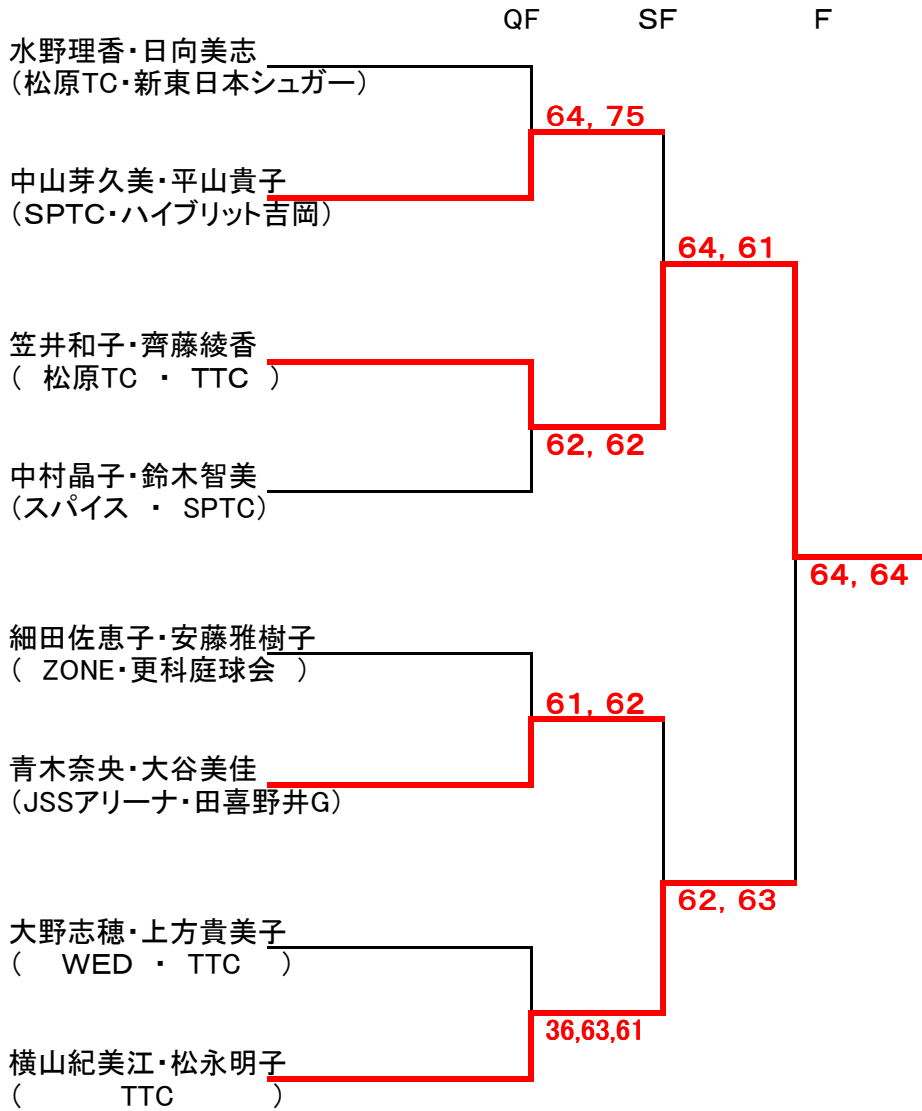 QF SF F
水野理香・日向美志
（松原TC・新東日本シュガー）
64, 75
中山芽久美・平山貴子
（SPTC・ハイブリット吉岡）
64, 61
笠井和子・齊藤綾香
（ 松原TC ・ TTC ）
62, 62
中村晶子・鈴木智美
（スパイス ・ SPTC）
64, 64
細田佐恵子・安藤雅樹子
（ ZONE・更科庭球会 ）
61, 62
青木奈央・大谷美佳
（JSSアリーナ・田喜野井G）
62, 63
大野志穂・上方貴美子
（ WED ・ TTC ）
36,63,61
横山紀美江・松永明子
（ TTC ）